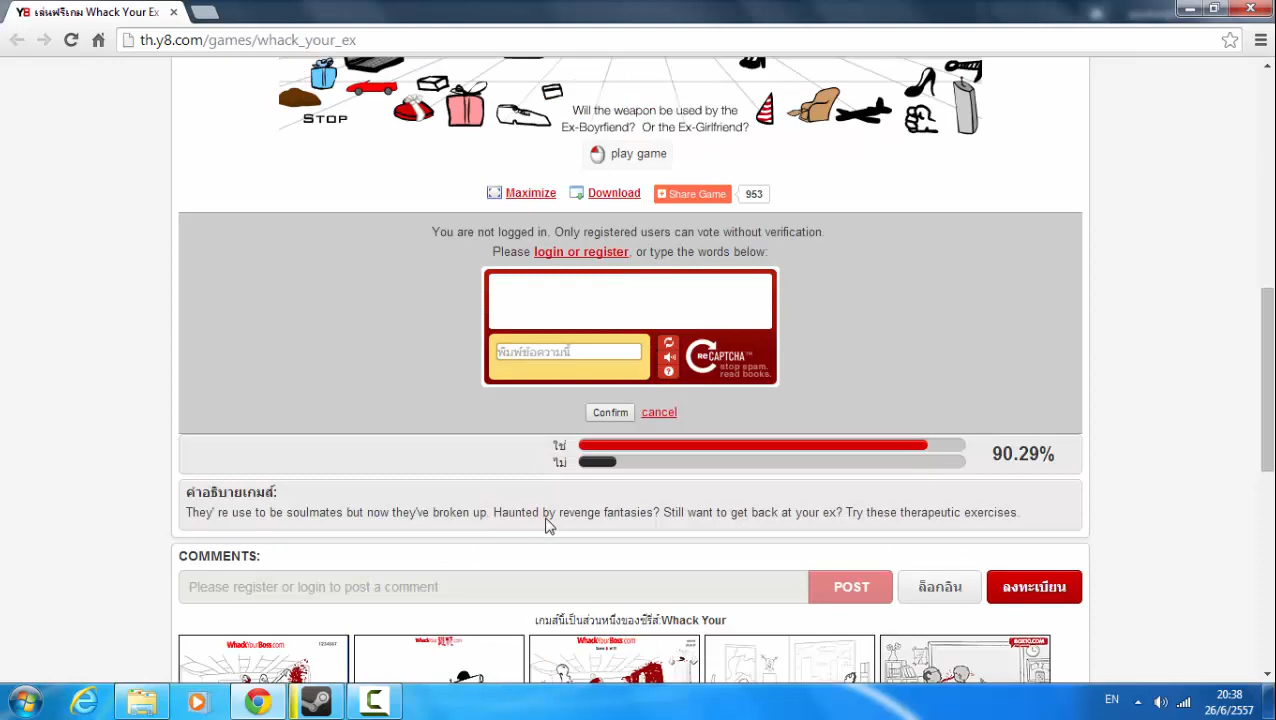 Y8 เล่นฟรีเกม Whack Your Ex
th.y8.com/games/whack_your_ex
STOP
Will the weapon be used by the
Ex-Boyrfiend? Or the Ex-Girlfriend?
play game
Maximize Download Share Game 953
You are not logged in. Only registered users can vote without verification.
Please login or register, or type the words below:
พิมพ์ข้อความนี้
reCAPTCHA™
stop spam.
read books.
Confirm cancel
ใช่
ไม่
90.29%
คำอธิบายเกมส์:
They' re use to be soulmates but now they've broken up. Haunted by revenge fantasies? Still want to get back at your ex? Try these therapeutic exercises.
COMMENTS:
Please register or login to post a comment POST ล็อกอิน ลงทะเบียน
เกมส์นี้เป็นส่วนหนึ่งของซีรี่ส์:Whack Your
WhackYourBoss.com
WhackYourBoss.com
EN 20:38
26/6/2557